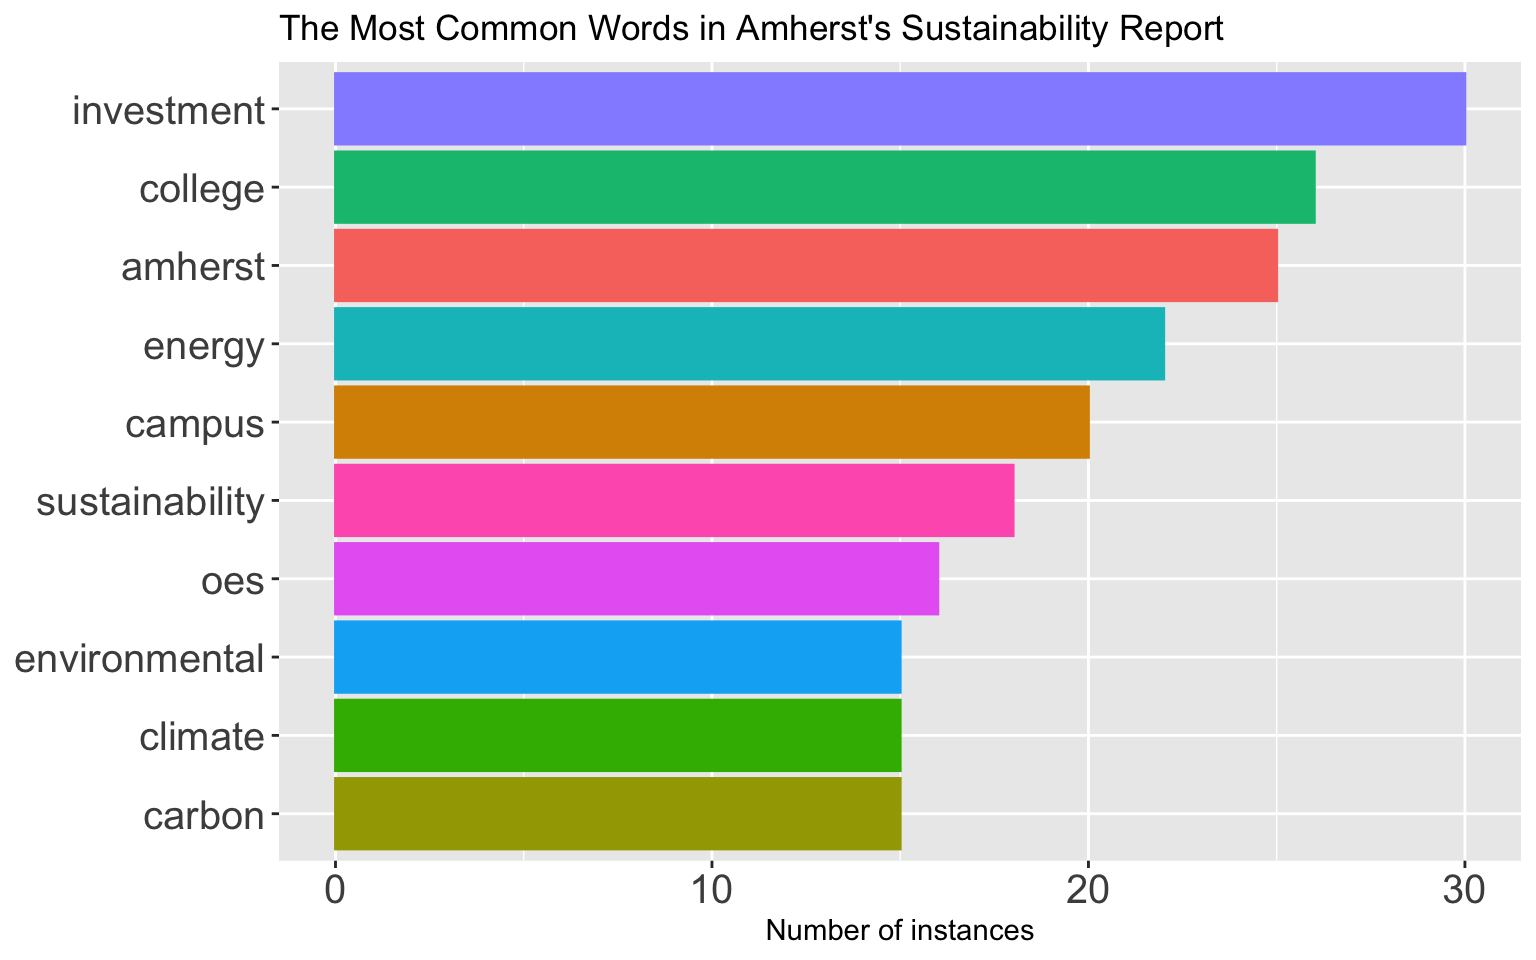 The Most Common Words in Amherst's Sustainability Report
investment
college
amherst
energy
campus
sustainability
oes
environmental
climate
carbon
0 10 20 30
Number of instances